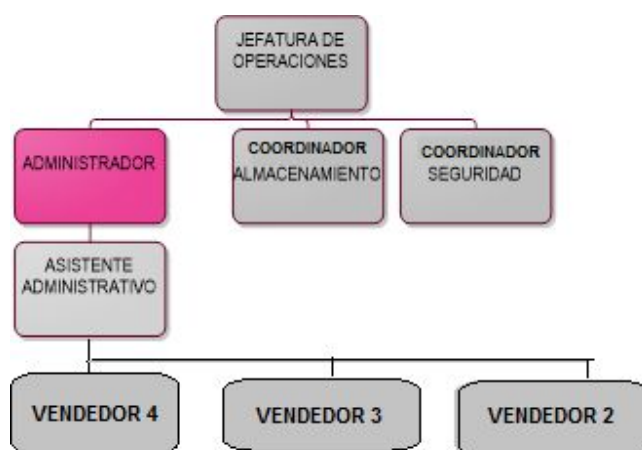 JEFATURA DE
OPERACIONES
ADMINISTRADOR
COORDINADOR
ALMACENAMIENTO
COORDINADOR
SEGURIDAD
ASISTENTE
ADMINISTRATIVO
VENDEDOR 4
VENDEDOR 3
VENDEDOR 2